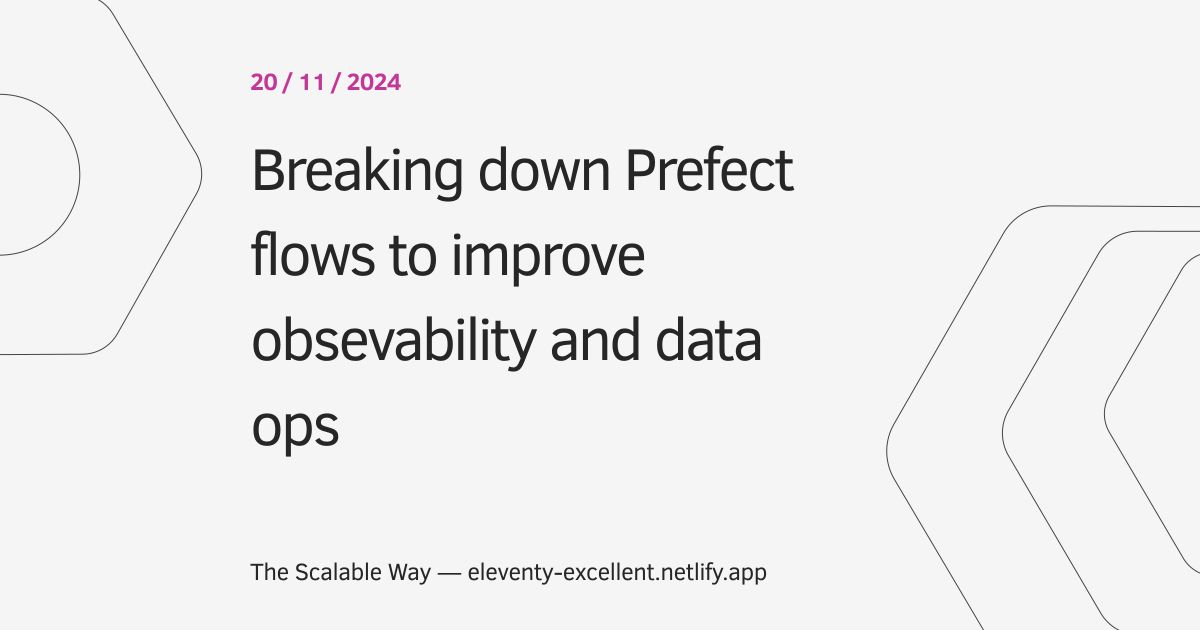 20 / 11 / 2024
Breaking down Prefect
flows to improve
obsevability and data
ops
The Scalable Way — eleventy-excellent.netlify.app